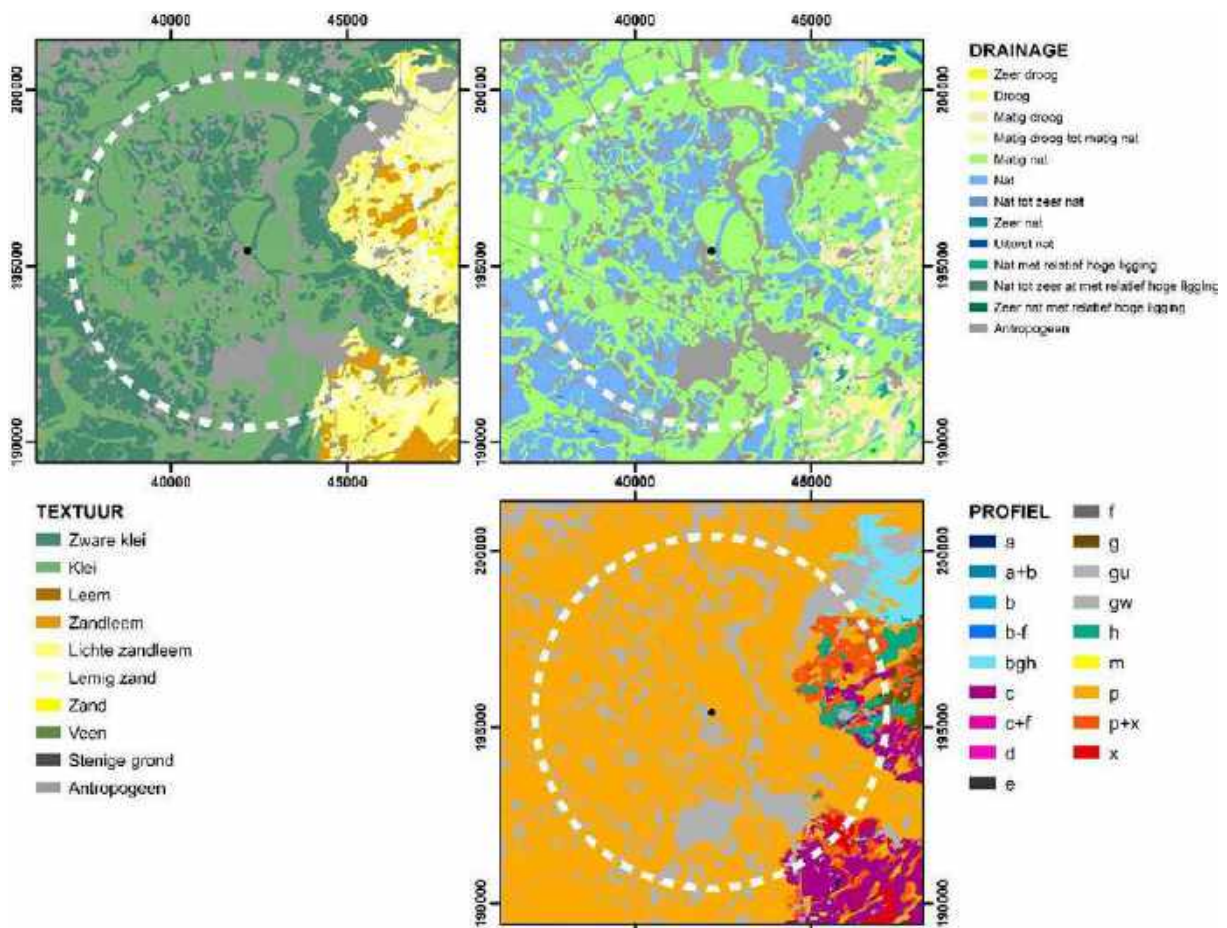 40000 45000
40000 45000
200000
195000
190000
200000
195000
190000
40000 45000
40000 45000
DRAINAGE
Zeer droog
Droog
Matig droog
Matig droog tot matig nat
Matig nat
Nat
Nat tot zeer nat
Zeer nat
Uiterst nat
Nat met relatief hoge ligging
Nat tot zeer at met relatief hoge ligging
Zeer nat met relatief hoge ligging
Antropogeen
TEXTUUR
Zware klei
Klei
Leem
Zandleem
Lichte zandleem
Lemig zand
Zand
Veen
Stenige grond
Antropogeen
200000
195000
190000
40000 45000
PROFIEL
a
a+b
b
b-f
bgh
c
c+f
d
e
f
g
gu
gw
h
m
p
p+x
x